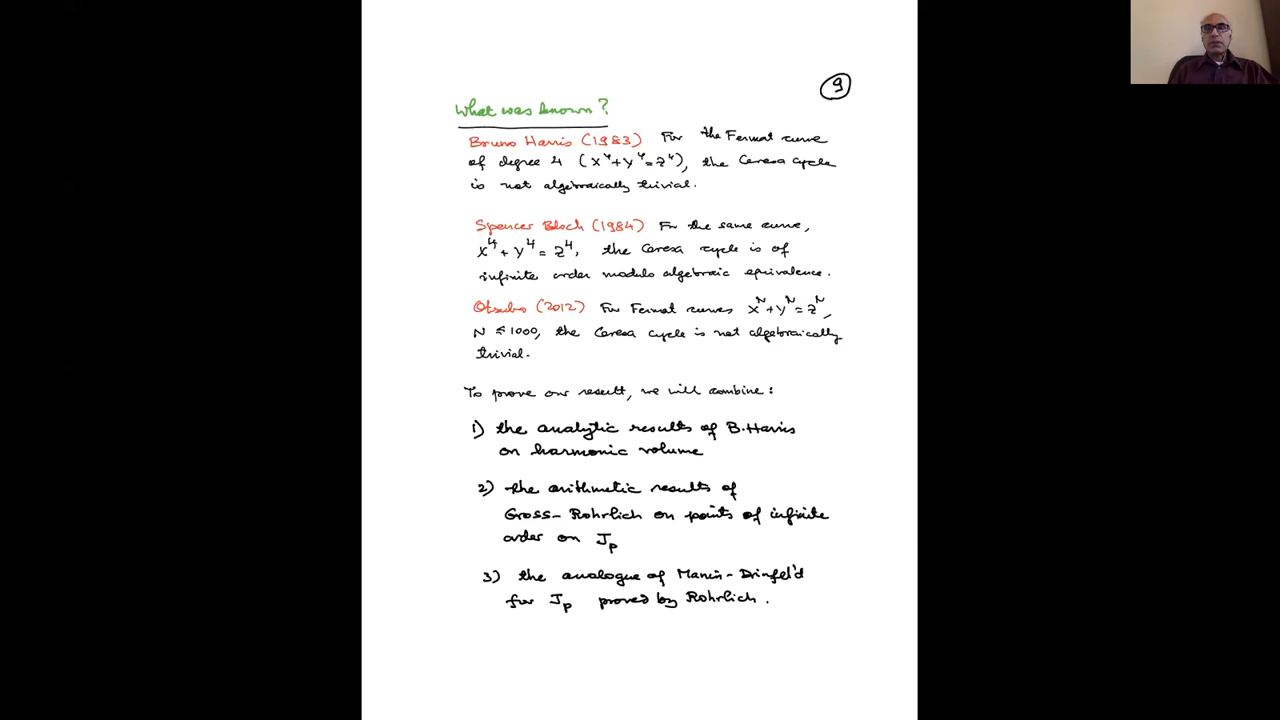 9
What was known?
Bruno Harris (1983) For the Fermat curve
of degree 4 (X⁴+Y⁴=Z⁴), the Ceresa cycle
is not algebraically trivial.
Spencer Bloch (1984) For the same curve,
X⁴+Y⁴=Z⁴, the Ceresa cycle is of
infinite order modulo algebraic equivalence.
Otsubo (2012) For Fermat curves X^N+Y^N=Z^N,
N ≤ 1000, the Ceresa cycle is not algebraically
trivial.
To prove our result, we will combine:
1) the analytic results of B. Harris
on harmonic volume
2) the arithmetic results of
Gross-Rohrlich on points of infinite
order on J_p
3) the analogue of Manin-Drinfel'd
for J_p proved by Rohrlich.